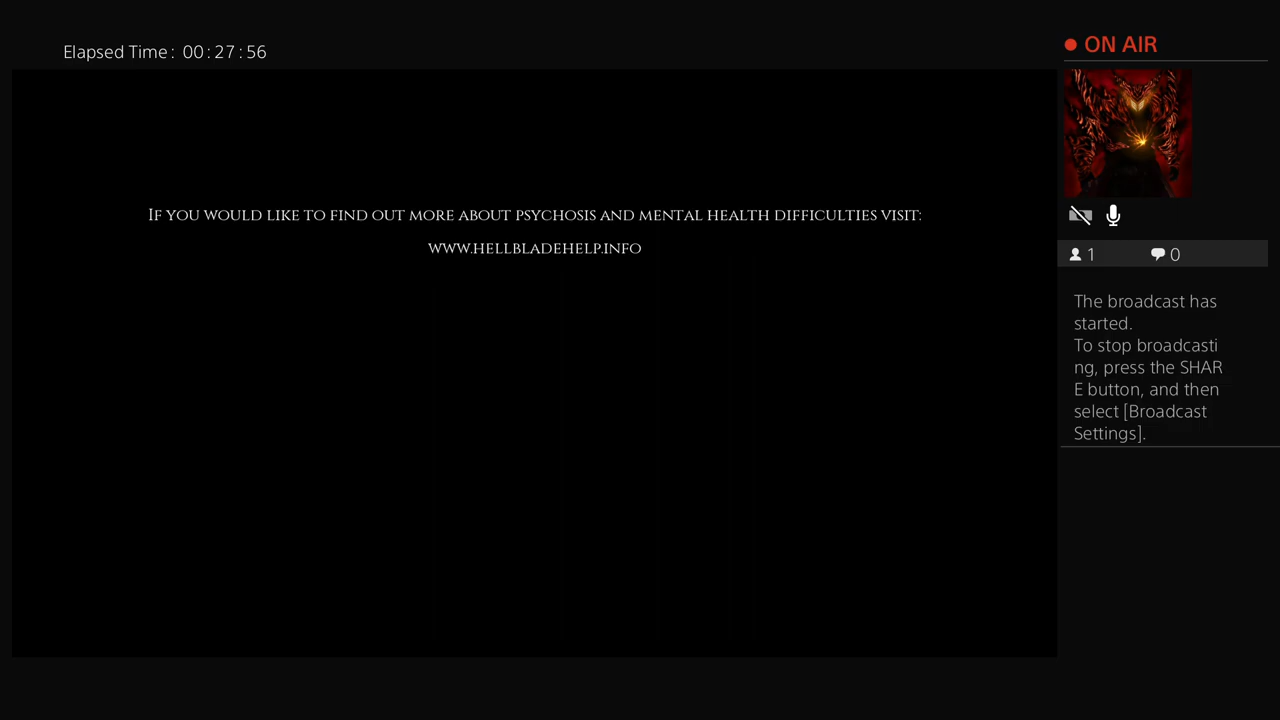 Elapsed Time: 00:27:56
ON AIR
If you would like to find out more about psychosis and mental health difficulties visit:
www.hellbladehelp.info
1 0
The broadcast has
started.
To stop broadcasti
ng, press the SHAR
E button, and then
select [Broadcast
Settings].